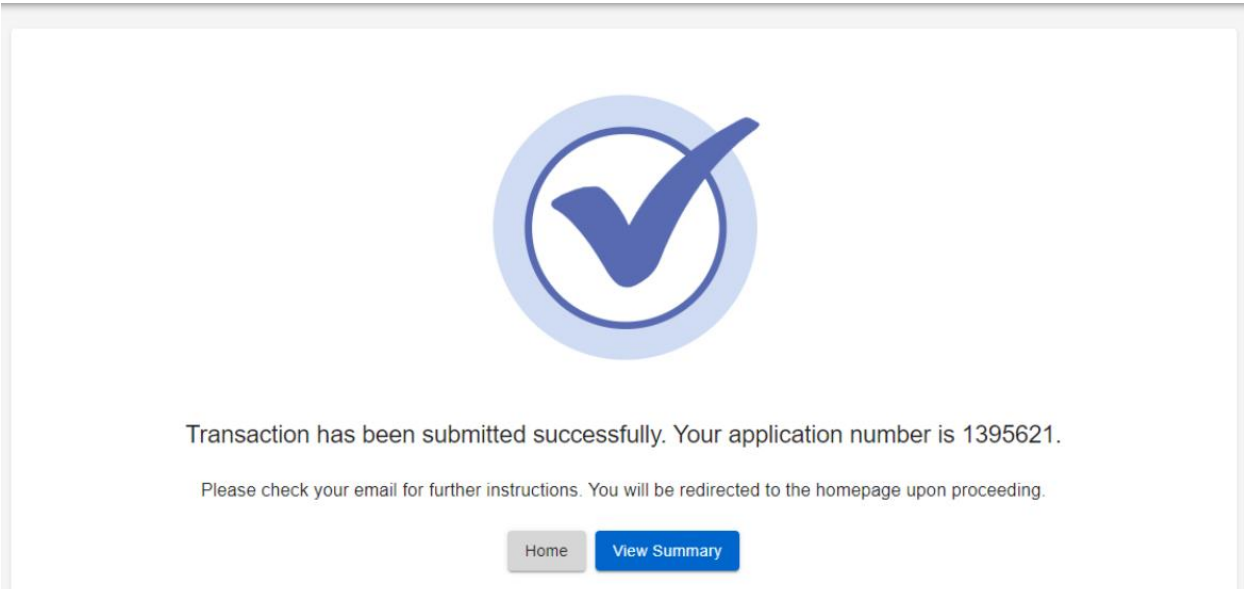 Transaction has been submitted successfully. Your application number is 1395621.
Please check your email for further instructions. You will be redirected to the homepage upon proceeding.
Home View Summary